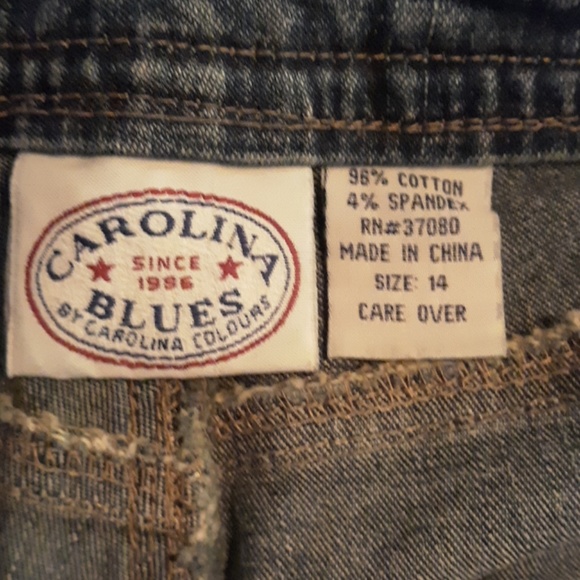 CAROLINA
SINCE
1986
BLUES
BY CAROLINA COLOURS
96% COTTON
4% SPANDEX
RN#37080
MADE IN CHINA
SIZE: 14
CARE OVER